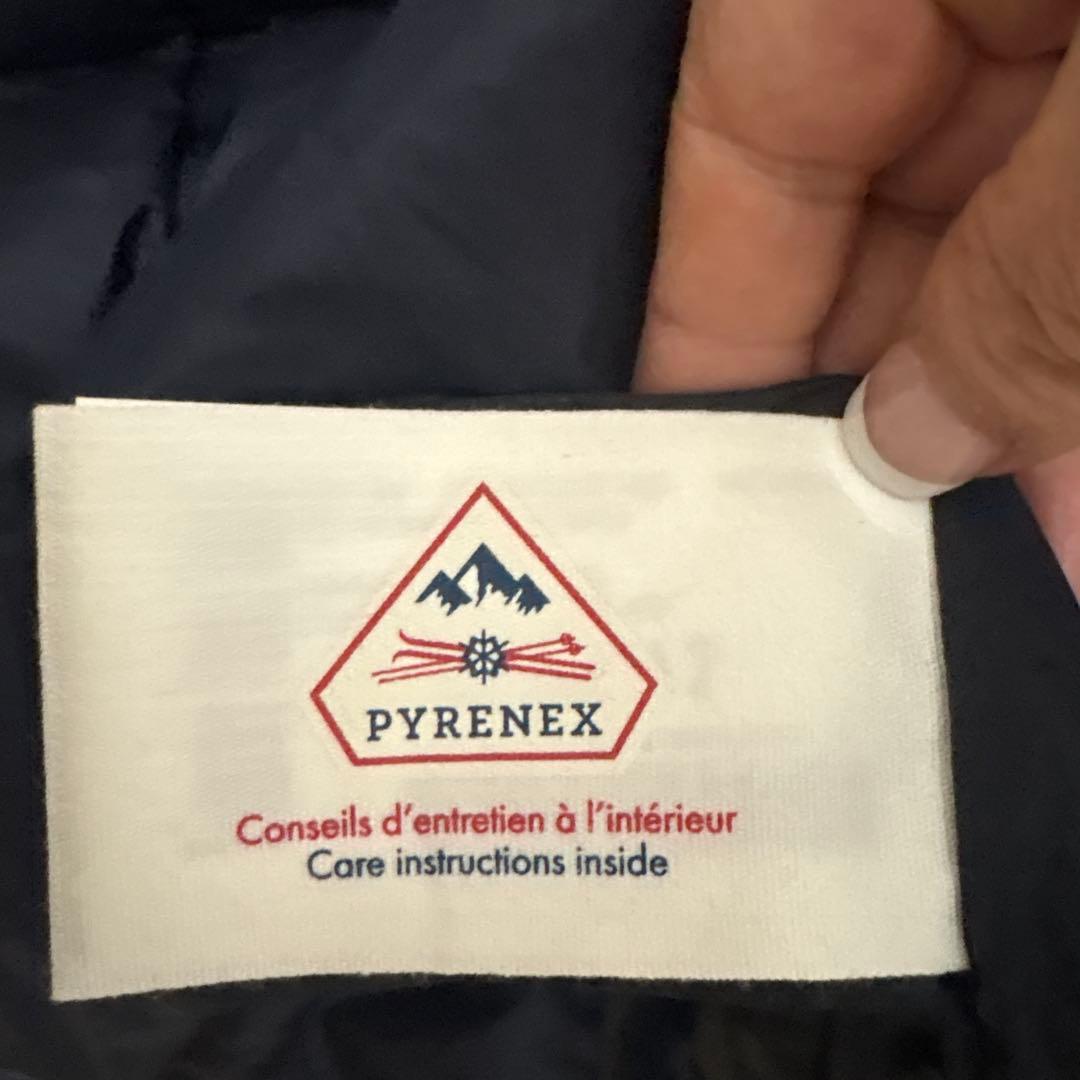 PYRENEX
Conseils d'entretien à l'intérieur
Care instructions inside